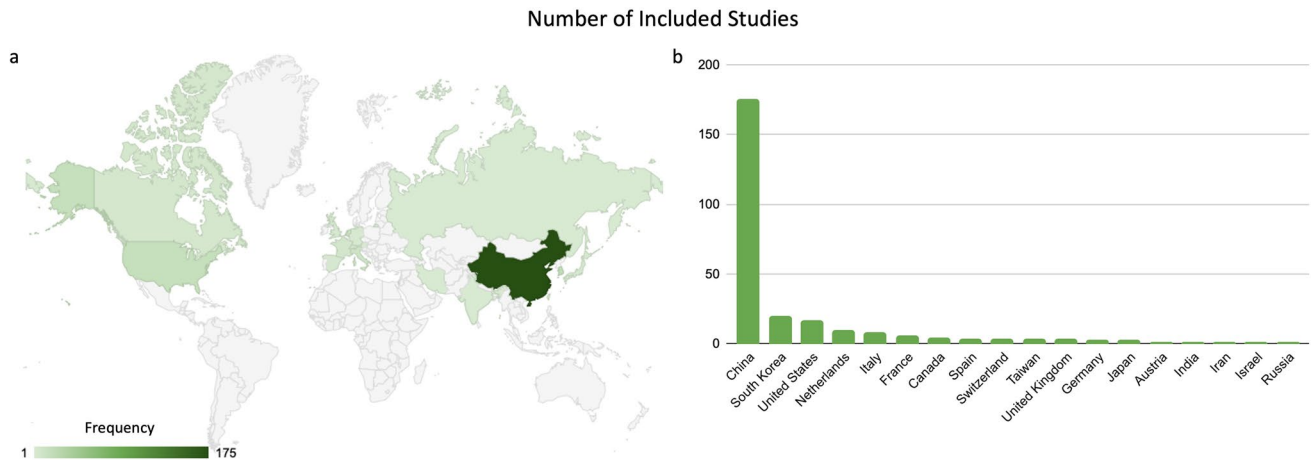 Number of Included Studies
a
Frequency
1
175
b
200
150
100
50
0
China
South Korea
United States
Netherlands
Italy
France
Canada
Spain
Switzerland
Taiwan
United Kingdom
Germany
Japan
Austria
India
Iran
Israel
Russia